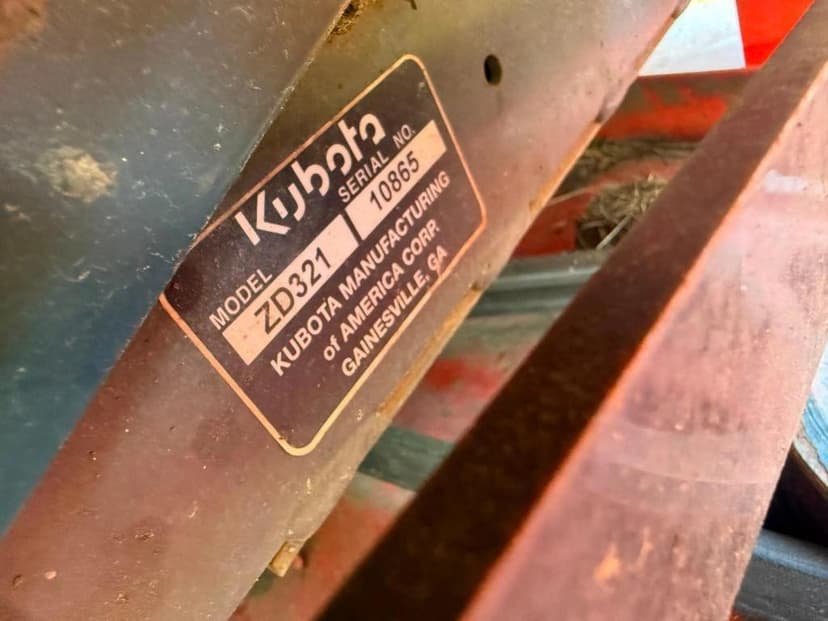 Kubota
MODEL SERIAL NO.
ZD321 10865
KUBOTA MANUFACTURING
of AMERICA CORP.
GAINESVILLE, GA